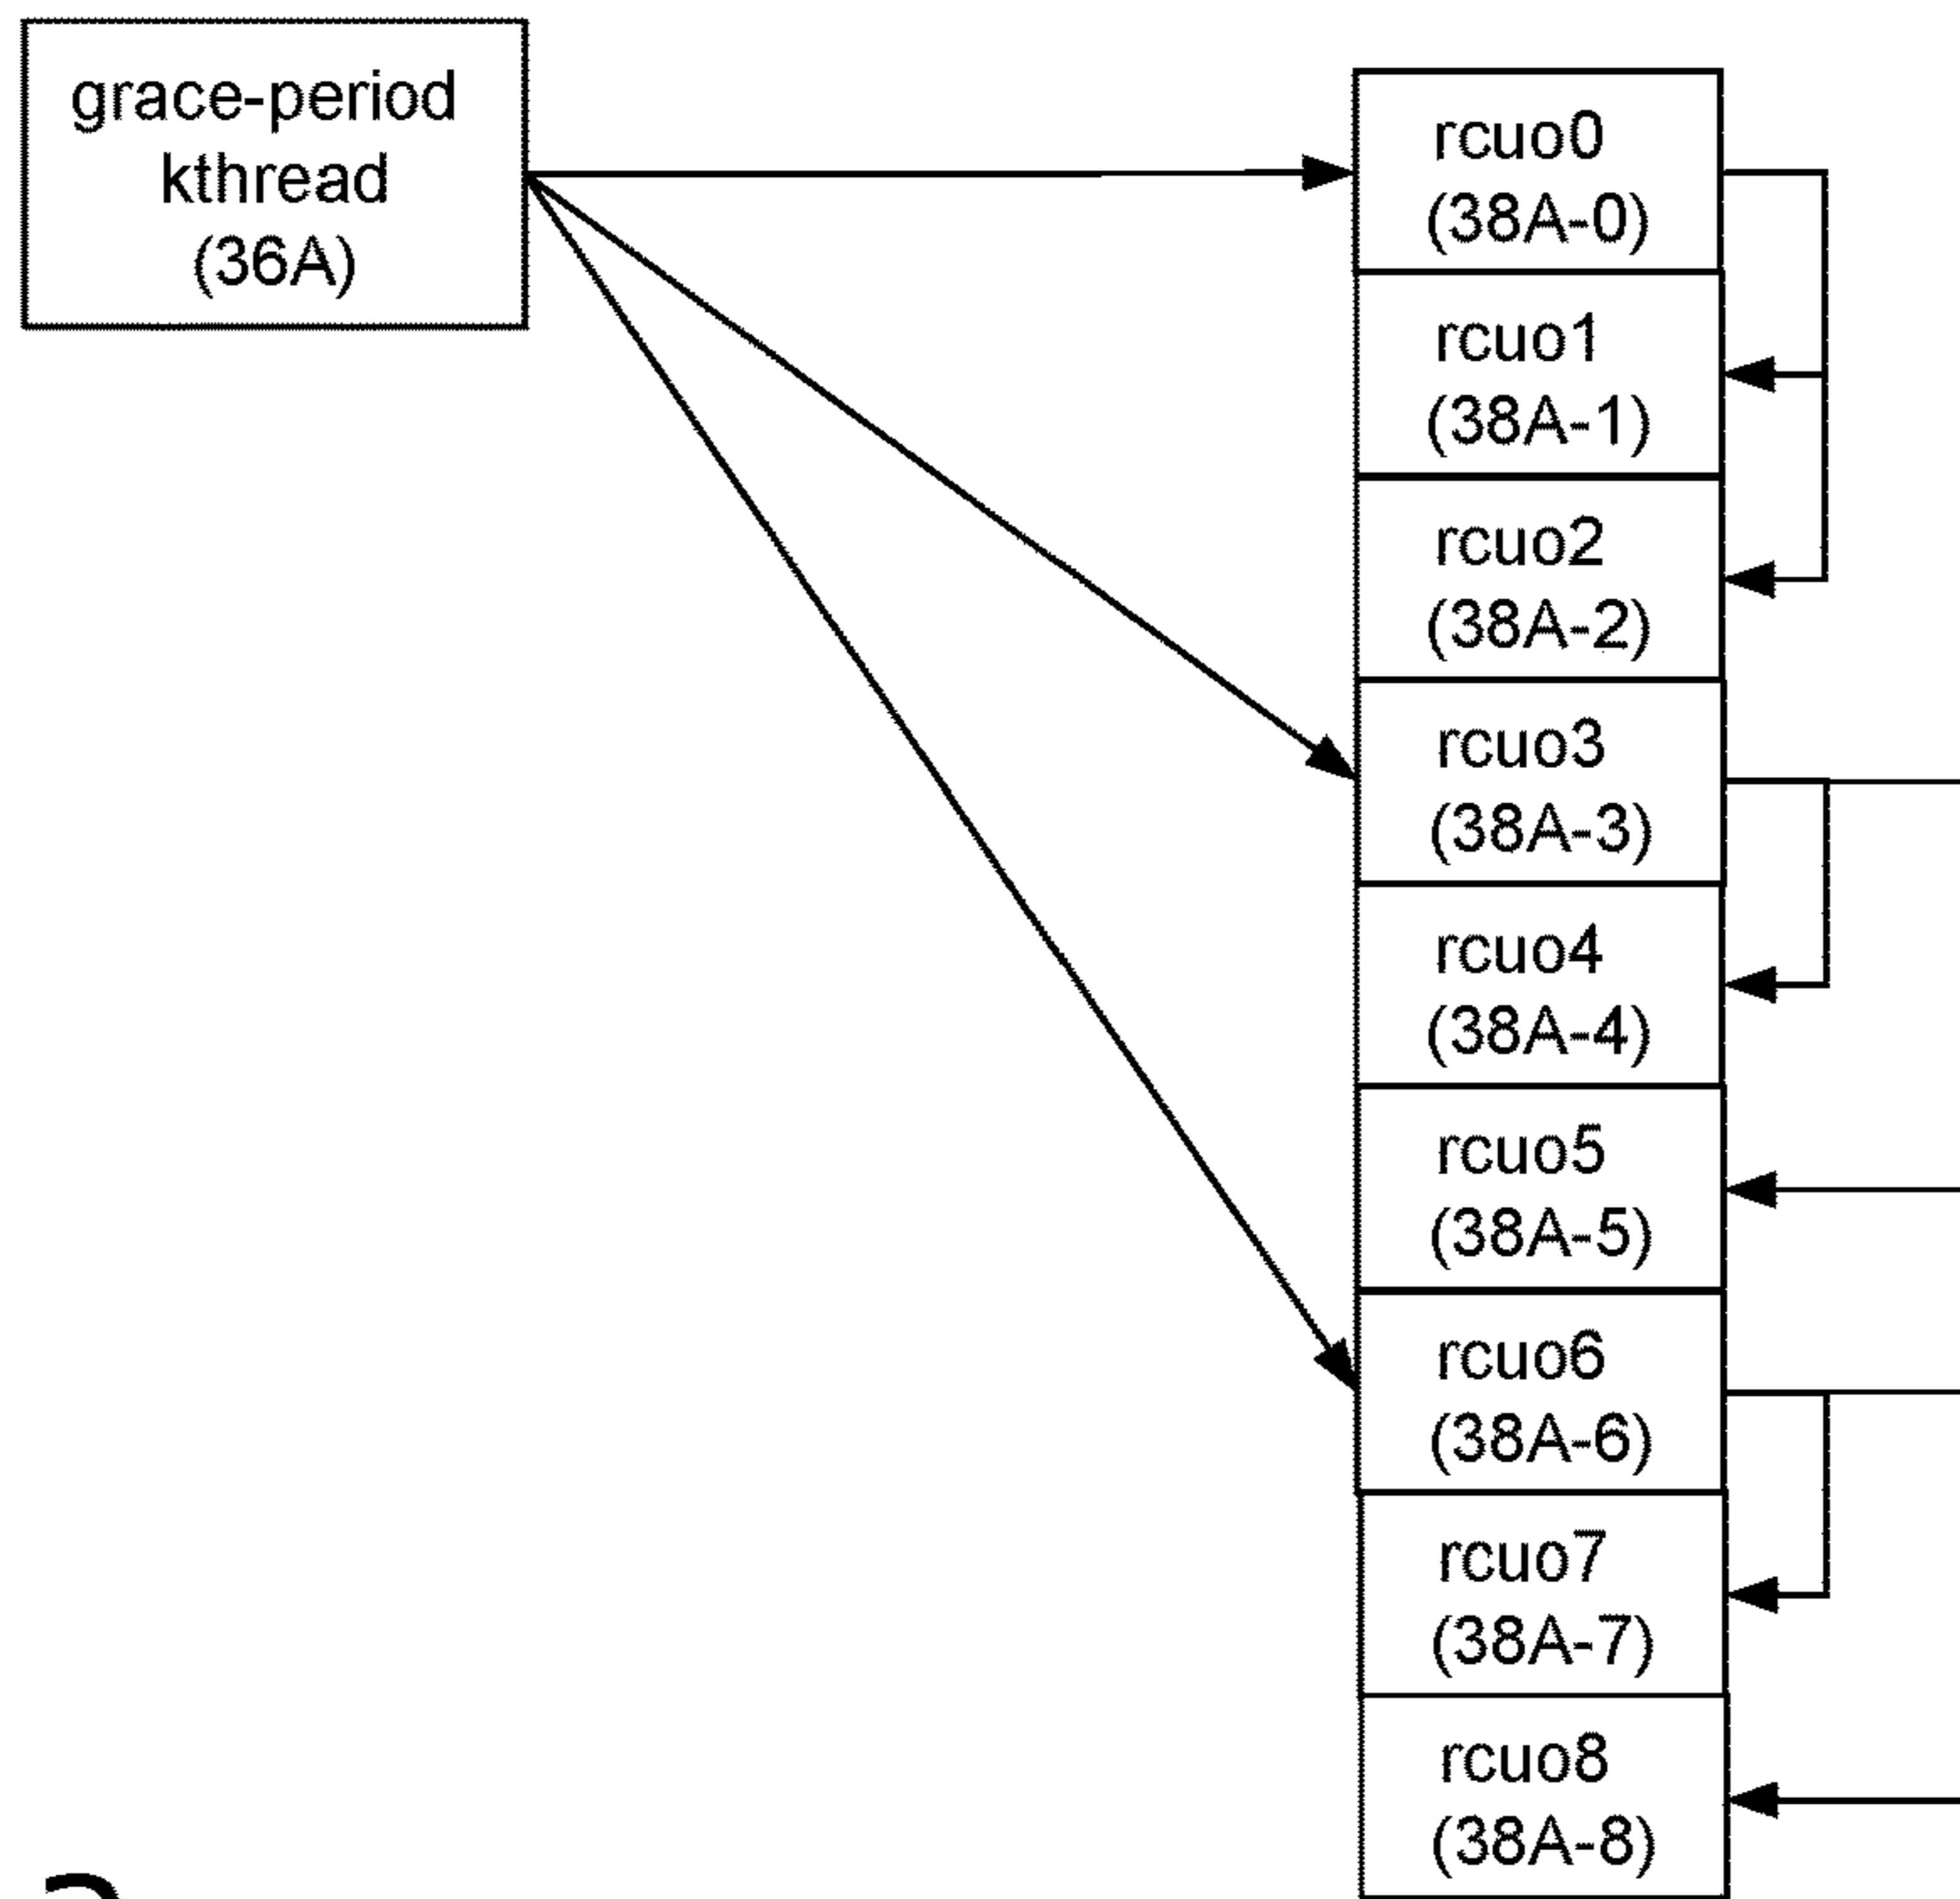 grace-period
kthread
(36A)
rcuo0
(38A-0)
rcuo1
(38A-1)
rcuo2
(38A-2)
rcuo3
(38A-3)
rcuo4
(38A-4)
rcuo5
(38A-5)
rcuo6
(38A-6)
rcuo7
(38A-7)
rcuo8
(38A-8)